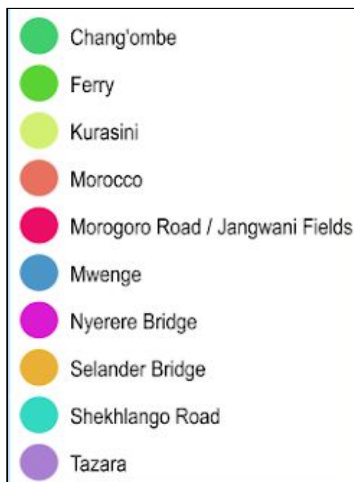 Chang'ombe
Ferry
Kurasini
Morocco
Morogoro Road / Jangwani Fields
Mwenge
Nyerere Bridge
Selander Bridge
Shekhlango Road
Tazara